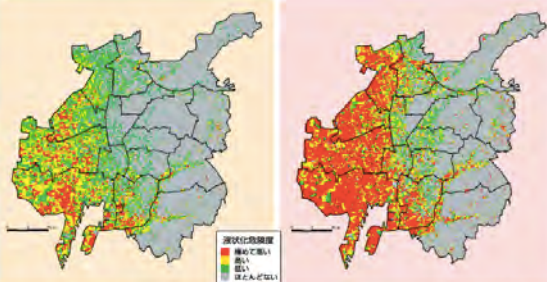 液状化危険度
極めて高い
高い
低い
ほとんどない